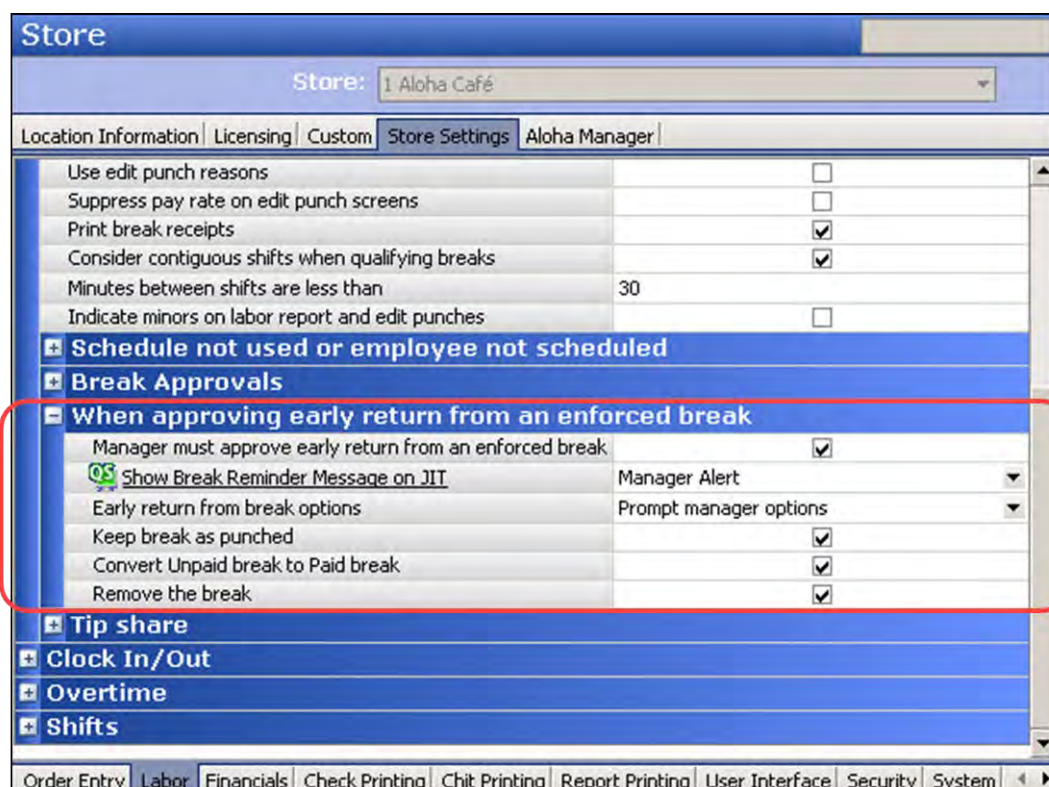 Store
Store: 1 Aloha Café
Location Information Licensing Custom Store Settings Aloha Manager
Use edit punch reasons
Suppress pay rate on edit punch screens
Print break receipts
Consider contiguous shifts when qualifying breaks
Minutes between shifts are less than 30
Indicate minors on labor report and edit punches
Schedule not used or employee not scheduled
Break Approvals
When approving early return from an enforced break
Manager must approve early return from an enforced break
QS Show Break Reminder Message on JIT Manager Alert
Early return from break options Prompt manager options
Keep break as punched
Convert Unpaid break to Paid break
Remove the break
Tip share
Clock In/Out
Overtime
Shifts
Order Entry Labor Financials Check Printing Chit Printing Report Printing User Interface Security System